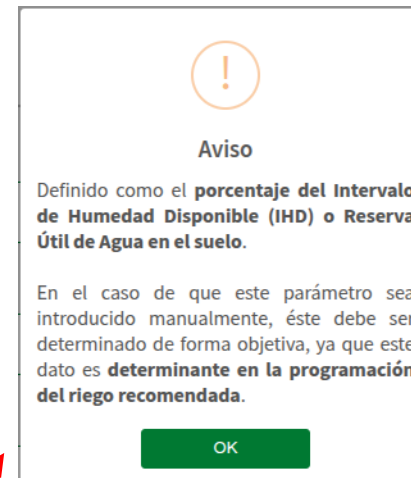 !
Aviso
Definido como el porcentaje del Intervalo
de Humedad Disponible (IHD) o Reserva
Útil de Agua en el suelo.
En el caso de que este parámetro sea
introducido manualmente, éste debe ser
determinado de forma objetiva, ya que este
dato es determinante en la programación
del riego recomendada.
OK